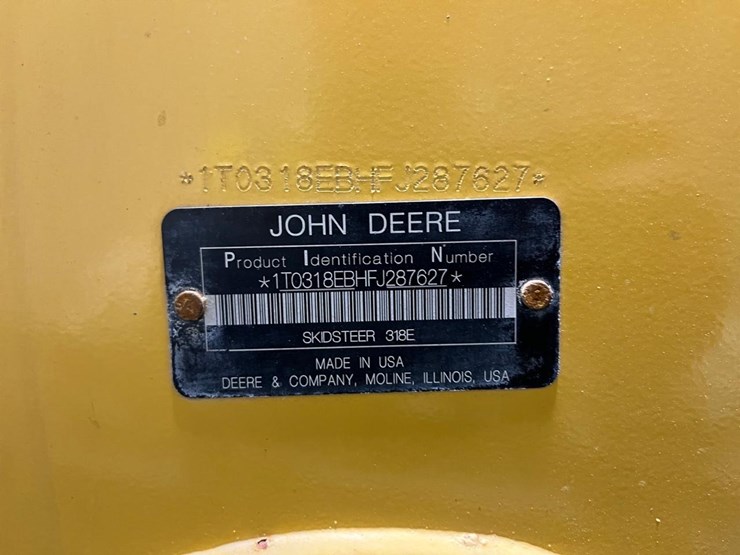 *1T0318EBHFJ287627*
JOHN DEERE
Product Identification Number
*1T0318EBHFJ287627*
SKIDSTEER 318E
MADE IN USA
DEERE & COMPANY, MOLINE, ILLINOIS, USA